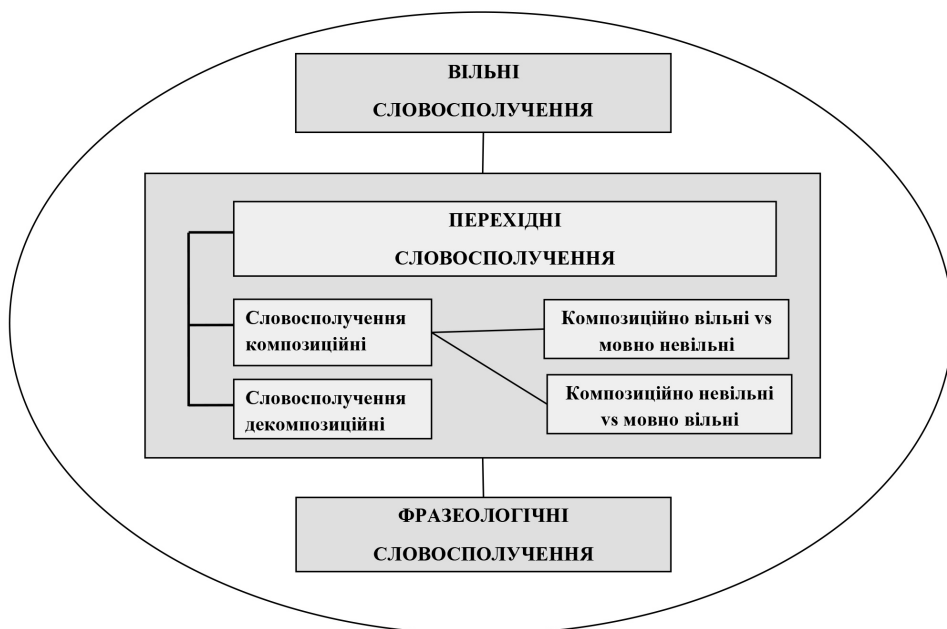 ВІЛЬНІ
СЛОВОСПОЛУЧЕННЯ
ПЕРЕХІДНІ
СЛОВОСПОЛУЧЕННЯ
Словосполучення
композиційні
Композиційно вільні vs
мовно невільні
Словосполучення
декомпозиційні
Композиційно невільні
vs мовно вільні
ФРАЗЕОЛОГІЧНІ
СЛОВОСПОЛУЧЕННЯ